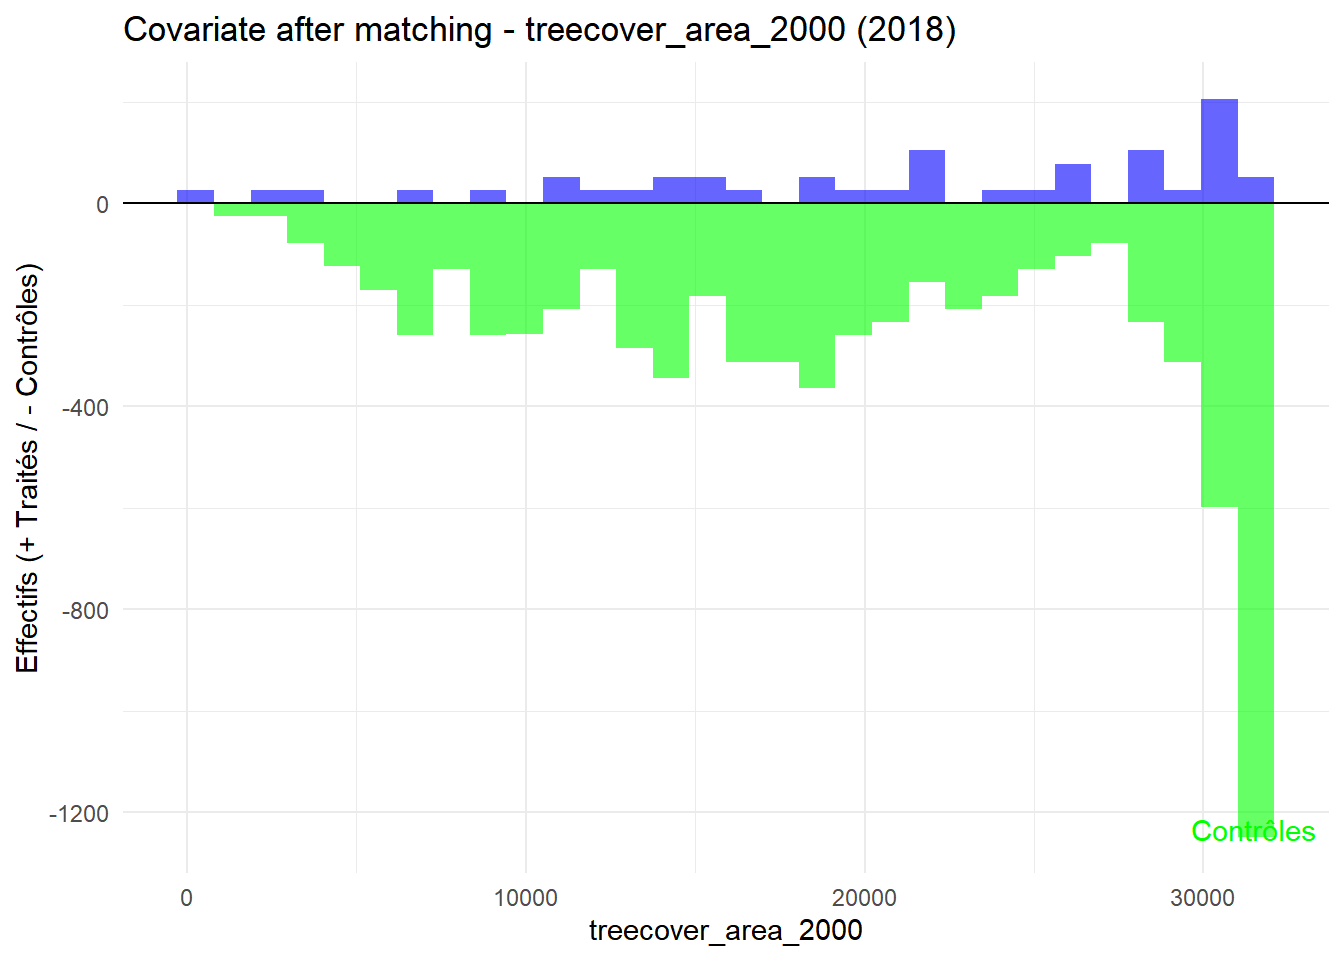 Covariate after matching - treecover_area_2000 (2018)
Effectifs (+ Traités / - Contrôles)
0
-400
-800
-1200
Contrôles
0 10000 20000 30000
treecover_area_2000